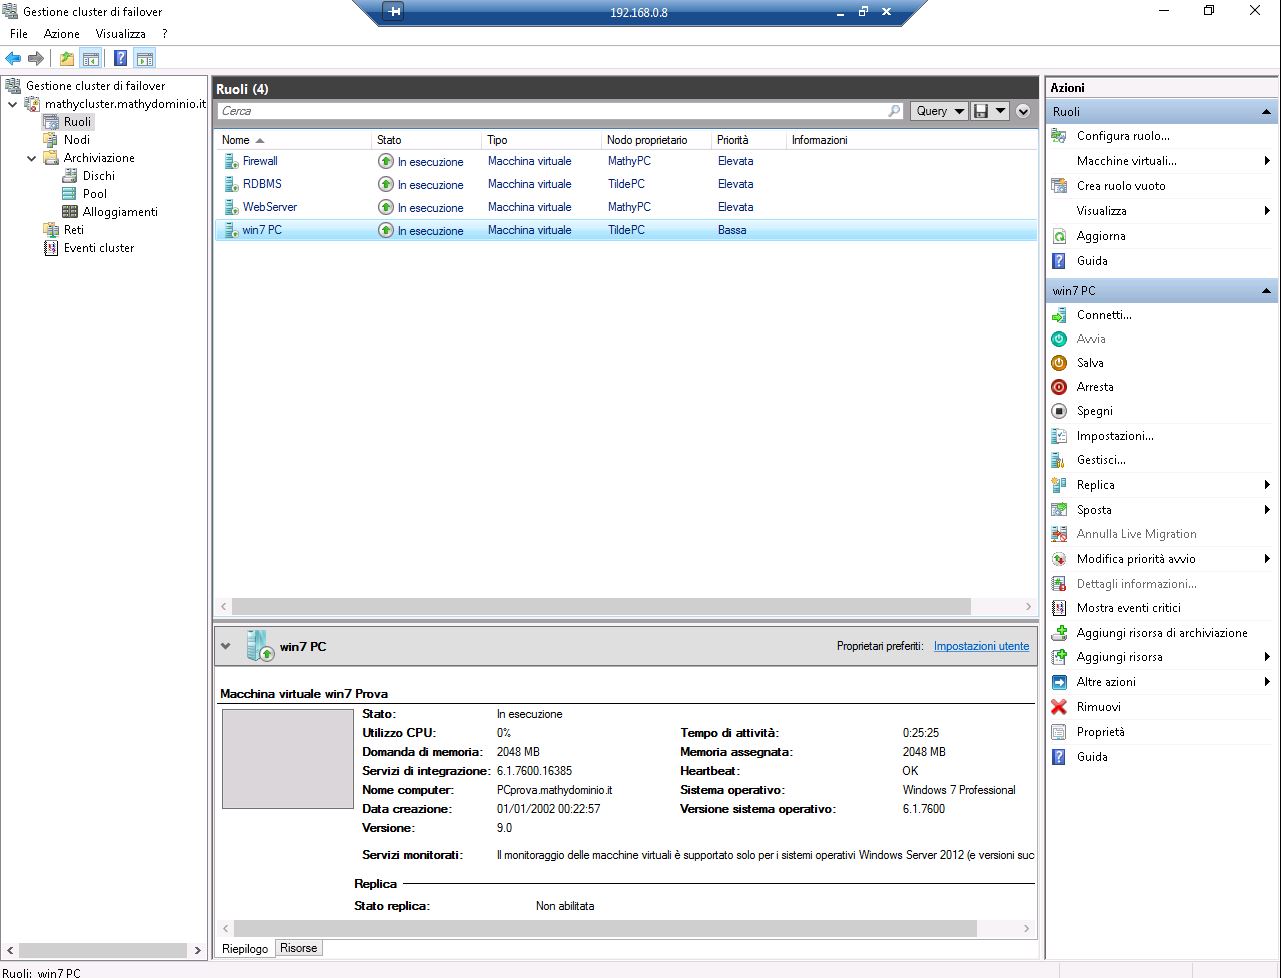 Gestione cluster di failover
192.168.0.8
File Azione Visualizza ?
Gestione cluster di failover
mathycluster.mathydominio.it
Ruoli
Nodi
Archiviazione
Dischi
Pool
Alloggiamenti
Reti
Eventi cluster
Ruoli (4)
Cerca
Query
Nome Stato Tipo Nodo proprietario Priorità Informazioni
Firewall In esecuzione Macchina virtuale MathyPC Elevata
RDBMS In esecuzione Macchina virtuale TildePC Elevata
WebServer In esecuzione Macchina virtuale MathyPC Elevata
win7 PC In esecuzione Macchina virtuale TildePC Bassa
win7 PC
Proprietari preferiti: Impostazioni utente
Macchina virtuale win7 Prova
Stato: In esecuzione
Utilizzo CPU: 0% Tempo di attività: 0:25:25
Domanda di memoria: 2048 MB Memoria assegnata: 2048 MB
Servizi di integrazione: 6.1.7600.16385 Heartbeat: OK
Nome computer: PCprova.mathydominio.it Sistema operativo: Windows 7 Professional
Data creazione: 01/01/2002 00:22:57 Versione sistema operativo: 6.1.7600
Versione: 9.0
Servizi monitorati: Il monitoraggio delle macchine virtuali è supportato solo per i sistemi operativi Windows Server 2012 (e versioni suc
Replica
Stato replica: Non abilitata
Riepilogo Risorse
Azioni
Ruoli
Configura ruolo...
Macchine virtuali...
Crea ruolo vuoto
Visualizza
Aggiorna
Guida
win7 PC
Connetti...
Avvia
Salva
Arresta
Spegni
Impostazioni...
Gestisci...
Replica
Sposta
Annulla Live Migration
Modifica priorità avvio
Dettagli informazioni...
Mostra eventi critici
Aggiungi risorsa di archiviazione
Aggiungi risorsa
Altre azioni
Rimuovi
Proprietà
Guida
Ruoli: win7 PC